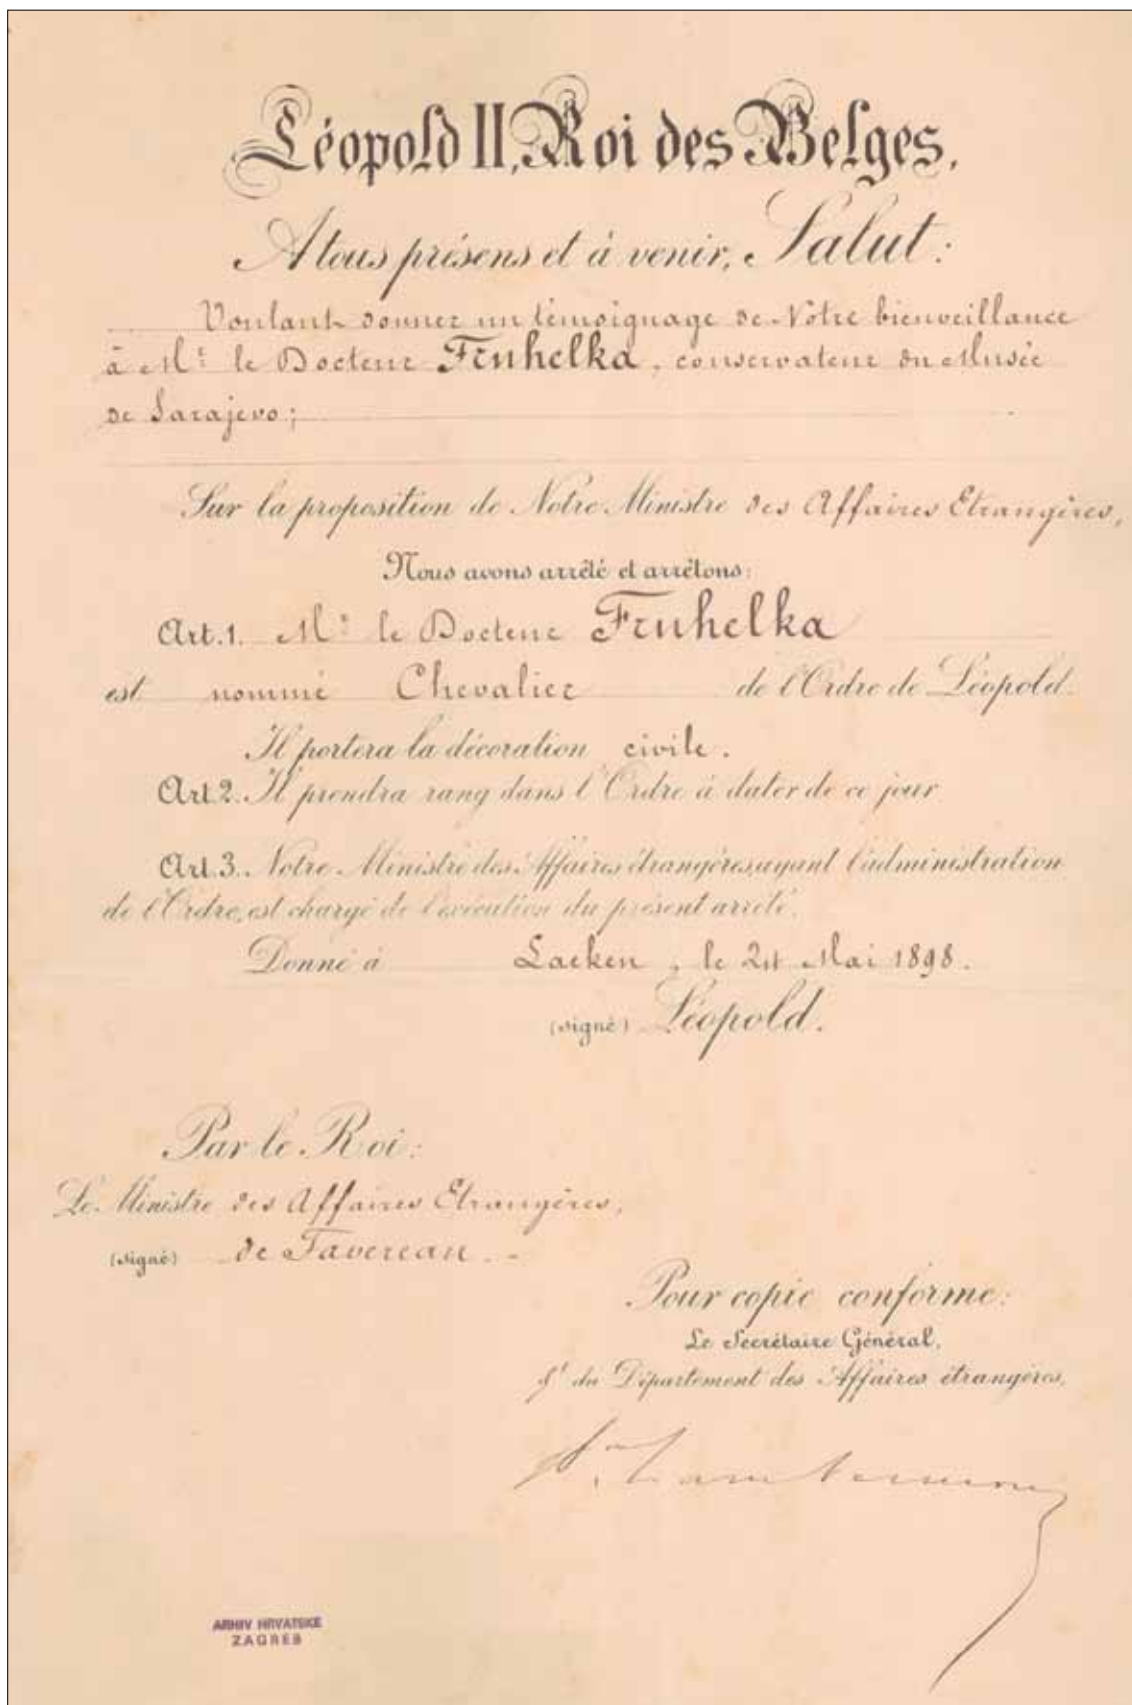 Léopold II, Roi des Belges,
A tous présens et à venir, Salut:
Voulant donner un témoignage de Notre bienveillance
à Mr le Docteur Truhelka, conservateur du Musée
de Sarajevo;
Sur la proposition de Notre Ministre des Affaires Etrangères,
Nous avons arrêté et arrêtons:
Art.1. Mr le Docteur Truhelka
est nommé Chevalier de l'Ordre de Léopold.
Il portera la décoration civile.
Art.2. Il prendra rang dans l'Ordre à dater de ce jour
Art.3. Notre Ministre des Affaires étrangères, ayant l'administration
de l'Ordre, est chargé de l'exécution du présent arrêté.
Donné à Laeken, le Mai 1898.
(signé) Léopold.
Par le Roi:
Le Ministre des Affaires Etrangères,
(signé) de Favereau.
Pour copie conforme:
Le Secrétaire Général,
du Département des Affaires étrangères,
ARHIV HRVATSKE
ZAGREB